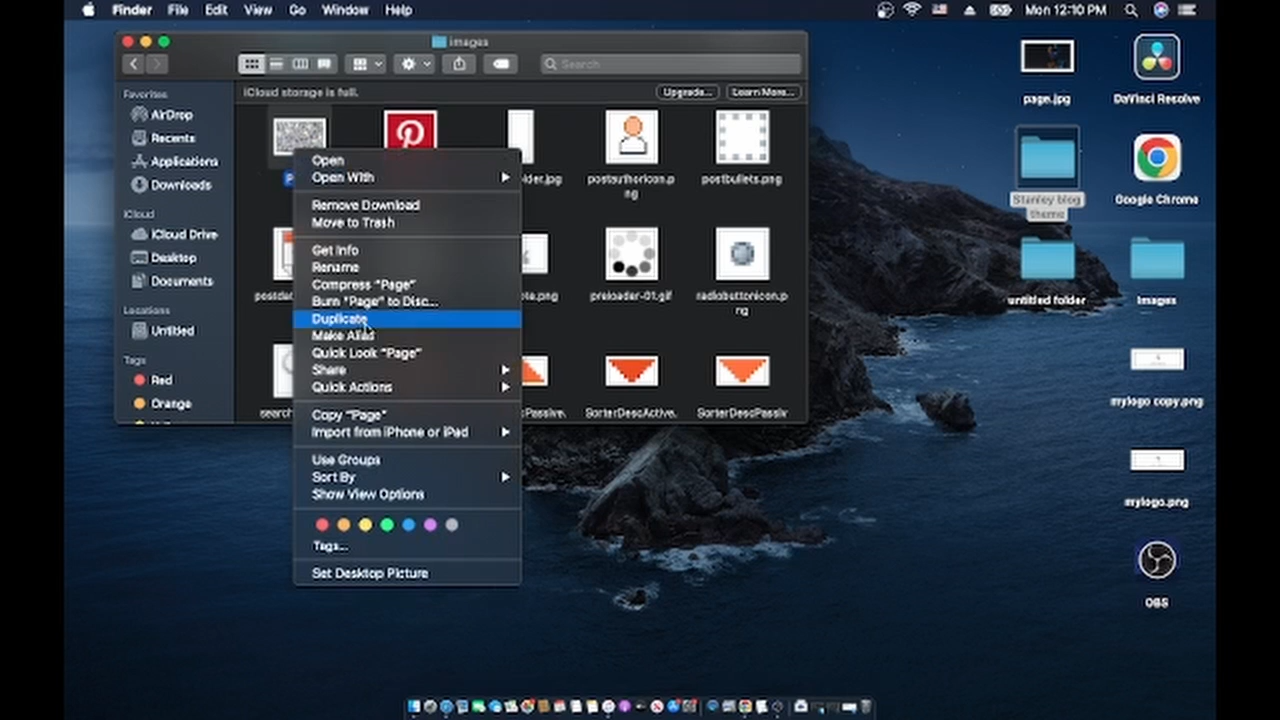 Finder File Edit View Go Window Help
Mon 12:10 PM
images
Search
Favorites
AirDrop
Recents
Applications
Downloads
iCloud
iCloud Drive
Desktop
Documents
Locations
Untitled
Tags
Red
Orange
iCloud storage is full.
Upgrade...
Learn More...
postauthoricon.p
ng
postbullets.png
preloader-01.gif
radiobuttonicon.p
ng
SorterDescActive.
SorterDescPassiv
Open
Open With
Remove Download
Move to Trash
Get Info
Rename
Compress "Page"
Burn "Page" to Disc...
Duplicate
Make Alias
Quick Look "Page"
Share
Quick Actions
Copy "Page"
Import from iPhone or iPad
Use Groups
Sort By
Show View Options
Tags...
Set Desktop Picture
page.jpg
DaVinci Resolve
Stanley blog
theme
Google Chrome
untitled folder
images
mylogo copy.png
mylogo.png
OBS